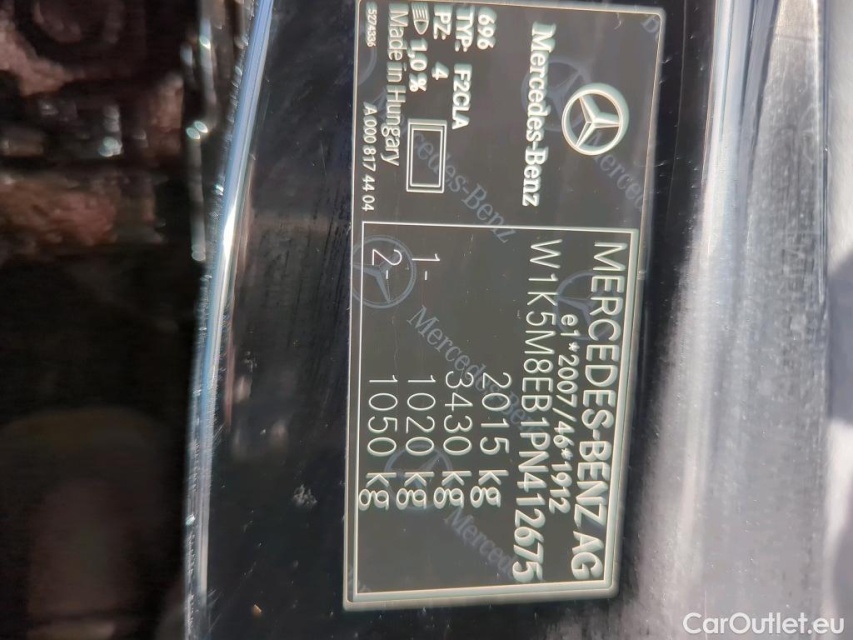 Mercedes-Benz
696
TYP: F2CLA
PZ: 4
1,0 %
Made in Hungary
5274336
A 000 817 44 04
MERCEDES-BENZ AG
e1*2007/46*1912
W1K5M8EB1PN412675
2015 kg
3430 kg
1- 1020 kg
2- 1050 kg
CarOutlet.eu